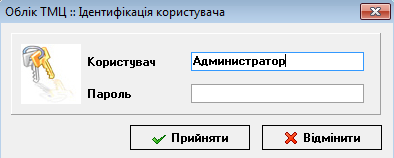 Облік ТМЦ :: Ідентифікація користувача
Користувач Администратор
Пароль
Прийняти Відмінити